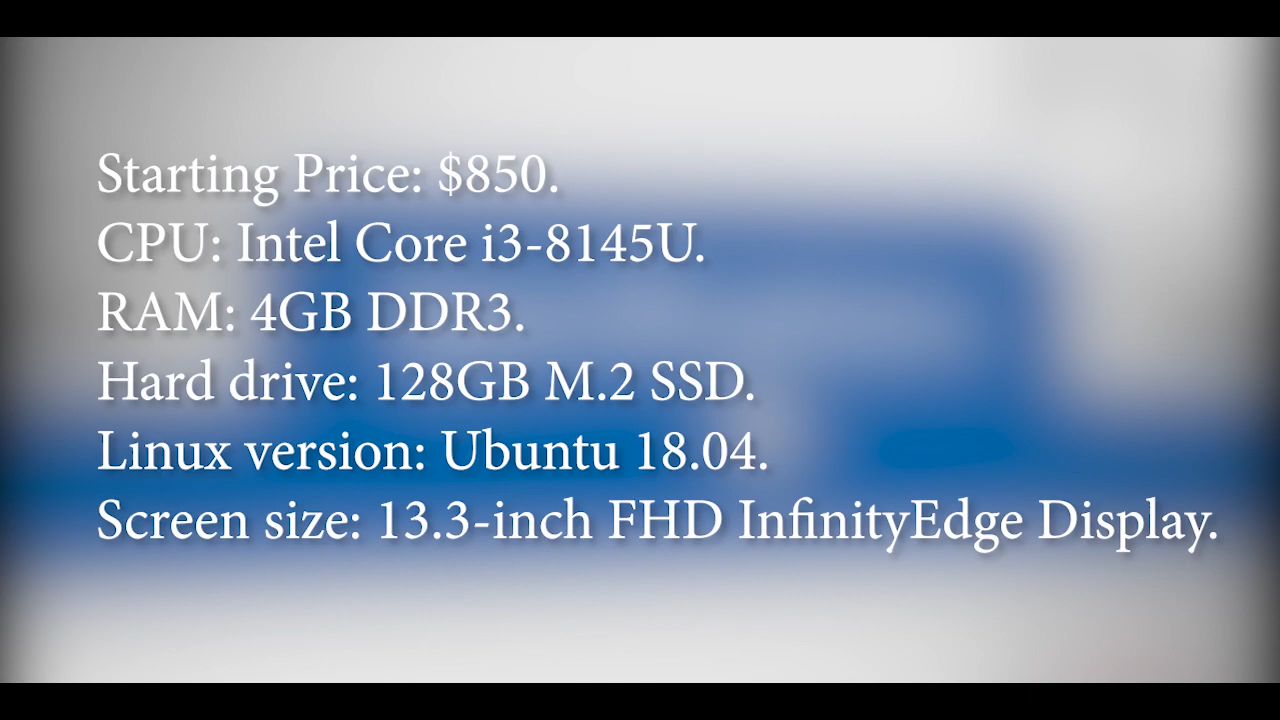 Starting Price: $850.
CPU: Intel Core i3-8145U.
RAM: 4GB DDR3.
Hard drive: 128GB M.2 SSD.
Linux version: Ubuntu 18.04.
Screen size: 13.3-inch FHD InfinityEdge Display.